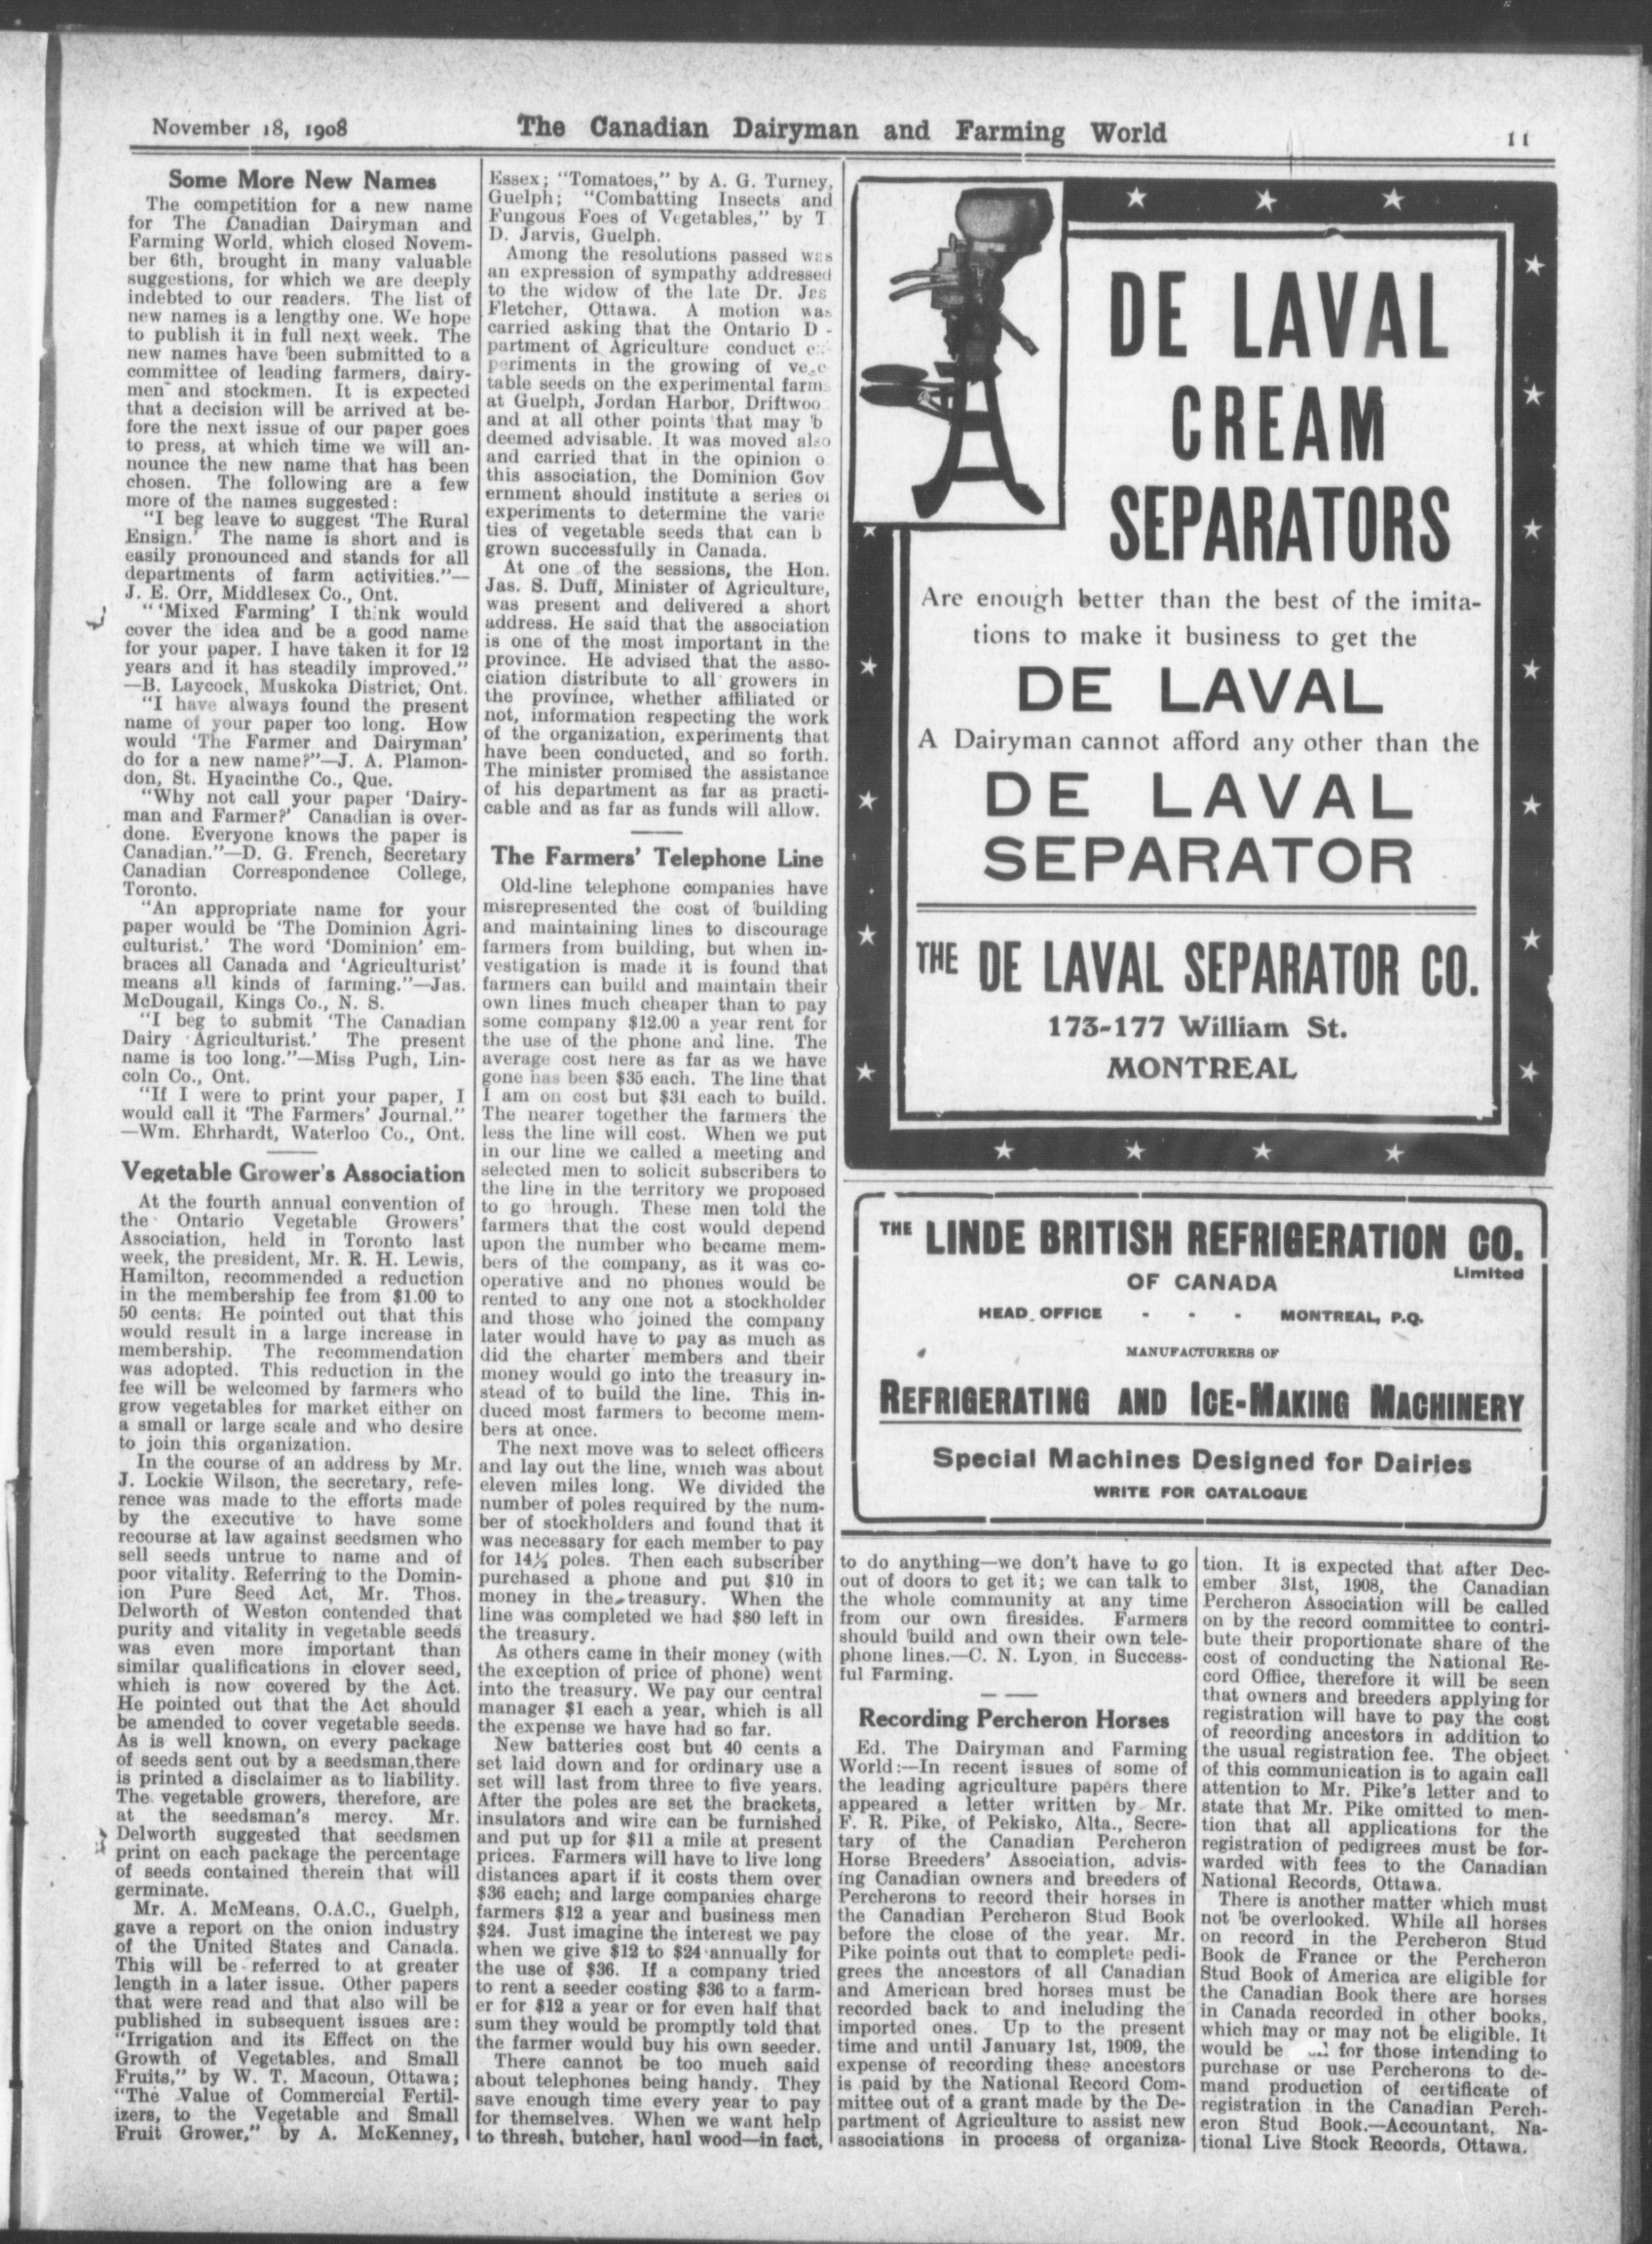 November 18, 1908
The Canadian Dairyman and Farming World
11
Some More New Names
The competition for a new name
for The Canadian Dairyman and
Farming World, which closed Novem-
ber 6th, brought in many valuable
suggestions, for which we are deeply
indebted to our readers. The list of
new names is a lengthy one. We hope
to publish it in full next week. The
new names have been submitted to a
committee of leading farmers, dairy-
men and stockmen. It is expected
that a decision will be arrived at be-
fore the next issue of our paper goes
to press, at which time we will an-
nounce the new name that has been
chosen. The following are a few
more of the names suggested:
"I beg leave to suggest 'The Rural
Ensign.' The name is short and is
easily pronounced and stands for all
departments of farm activities."—
J. E. Orr, Middlesex Co., Ont.
"'Mixed Farming' I think would
cover the idea and be a good name
for your paper. I have taken it for 12
years and it has steadily improved."
—B. Laycock, Muskoka District, Ont.
"I have always found the present
name of your paper too long. How
would 'The Farmer and Dairyman'
do for a new name?"—J. A. Plamon-
don, St. Hyacinthe Co., Que.
"Why not call your paper 'Dairy-
man and Farmer?' Canadian is over-
done. Everyone knows the paper is
Canadian."—D. G. French, Secretary
Canadian Correspondence College,
Toronto.
"An appropriate name for your
paper would be 'The Dominion Agri-
culturist.' The word 'Dominion' em-
braces all Canada and 'Agriculturist'
means all kinds of farming."—Jas.
McDougall, Kings Co., N. S.
"I beg to submit 'The Canadian
Dairy Agriculturist.' The present
name is too long."—Miss Pugh, Lin-
coln Co., Ont.
"If I were to print your paper, I
would call it 'The Farmers' Journal."
—Wm. Ehrhardt, Waterloo Co., Ont.
Vegetable Grower's Association
At the fourth annual convention of
the Ontario Vegetable Growers'
Association, held in Toronto last
week, the president, Mr. R. H. Lewis,
Hamilton, recommended a reduction
in the membership fee from $1.00 to
50 cents. He pointed out that this
would result in a large increase in
membership. The recommendation
was adopted. This reduction in the
fee will be welcomed by farmers who
grow vegetables for market either on
a small or large scale and who desire
to join this organization.
In the course of an address by Mr.
J. Lockie Wilson, the secretary, refe-
rence was made to the efforts made
by the executive to have some
recourse at law against seedsmen who
sell seeds untrue to name and of
poor vitality. Referring to the Domin-
ion Pure Seed Act, Mr. Thos.
Delworth of Weston contended that
purity and vitality in vegetable seeds
was even more important than
similar qualifications in clover seed,
which is now covered by the Act.
He pointed out that the Act should
be amended to cover vegetable seeds.
As is well known, on every package
of seeds sent out by a seedsman,there
is printed a disclaimer as to liability.
The vegetable growers, therefore, are
at the seedsman's mercy. Mr.
Delworth suggested that seedsmen
print on each package the percentage
of seeds contained therein that will
germinate.
Mr. A. McMeans, O.A.C., Guelph,
gave a report on the onion industry
of the United States and Canada.
This will be referred to at greater
length in a later issue. Other papers
that were read and that also will be
published in subsequent issues are:
"Irrigation and its Effect on the
Growth of Vegetables, and Small
Fruits," by W. T. Macoun, Ottawa;
"The Value of Commercial Fertil-
izers, to the Vegetable and Small
Fruit Grower," by A. McKenney,
Essex; "Tomatoes," by A. G. Turney,
Guelph; "Combatting Insects and
Fungous Foes of Vegetables," by T
D. Jarvis, Guelph.
Among the resolutions passed was
an expression of sympathy addressed
to the widow of the late Dr. Jas
Fletcher, Ottawa. A motion was
carried asking that the Ontario D -
partment of Agriculture conduct
periments in the growing of
table seeds on the experimental farms
at Guelph, Jordan Harbor, Driftwoo
and at all other points that may b
deemed advisable. It was moved also
and carried that in the opinion o
this association, the Dominion Gov
ernment should institute a series of
experiments to determine the varie
ties of vegetable seeds that can b
grown successfully in Canada.
At one of the sessions, the Hon.
Jas. S. Duff, Minister of Agriculture,
was present and delivered a short
address. He said that the association
is one of the most important in the
province. He advised that the asso-
ciation distribute to all growers in
the province, whether affiliated or
not, information respecting the work
of the organization, experiments that
have been conducted, and so forth.
The minister promised the assistance
of his department as far as practi-
cable and as far as funds will allow.
The Farmers' Telephone Line
Old-line telephone companies have
misrepresented the cost of building
and maintaining lines to discourage
farmers from building, but when in-
vestigation is made it is found that
farmers can build and maintain their
own lines much cheaper than to pay
some company $12.00 a year rent for
the use of the phone and line. The
average cost here as far as we have
gone has been $35 each. The line that
I am on cost but $31 each to build.
The nearer together the farmers the
less the line will cost. When we put
in our line we called a meeting and
selected men to solicit subscribers to
the line in the territory we proposed
to go hrough. These men told the
farmers that the cost would depend
upon the number who became mem-
bers of the company, as it was co-
operative and no phones would be
rented to any one not a stockholder
and those who joined the company
later would have to pay as much as
did the charter members and their
money would go into the treasury in-
stead of to build the line. This in-
duced most farmers to become mem-
bers at once.
The next move was to select officers
and lay out the line, which was about
eleven miles long. We divided the
number of poles required by the num-
ber of stockholders and found that it
was necessary for each member to pay
for 14½ poles. Then each subscriber
purchased a phone and put $10 in
money in the treasury. When the
line was completed we had $80 left in
the treasury.
As others came in their money (with
the exception of price of phone) went
into the treasury. We pay our central
manager $1 each a year, which is all
the expense we have had so far.
New batteries cost but 40 cents a
set laid down and for ordinary use a
set will last from three to five years.
After the poles are set the brackets,
insulators and wire can be furnished
and put up for $11 a mile at present
prices. Farmers will have to live long
distances apart if it costs them over
$36 each; and large companies charge
farmers $12 a year and business men
$24. Just imagine the interest we pay
when we give $12 to $24 annually for
the use of $36. If a company tried
to rent a seeder costing $36 to a farm-
er for $12 a year or for even half that
sum they would be promptly told that
the farmer would buy his own seeder.
There cannot be too much said
about telephones being handy. They
save enough time every year to pay
for themselves. When we want help
to thresh, butcher, haul wood—in fact,
DE LAVAL
CREAM
SEPARATORS
Are enough better than the best of the imita-
tions to make it business to get the
DE LAVAL
A Dairyman cannot afford any other than the
DE LAVAL
SEPARATOR
THE DE LAVAL SEPARATOR CO.
173-177 William St.
MONTREAL
THE LINDE BRITISH REFRIGERATION CO.
Limited
OF CANADA
HEAD OFFICE - - - MONTREAL, P.Q.
MANUFACTURERS OF
REFRIGERATING AND ICE-MAKING MACHINERY
Special Machines Designed for Dairies
WRITE FOR CATALOGUE
to do anything—we don't have to go
out of doors to get it; we can talk to
the whole community at any time
from our own firesides. Farmers
should build and own their own tele-
phone lines.—C. N. Lyon, in Success-
ful Farming.
Recording Percheron Horses
Ed. The Dairyman and Farming
World:—In recent issues of some of
the leading agriculture papers there
appeared a letter written by Mr.
F. R. Pike, of Pekisko, Alta., Secre-
tary of the Canadian Percheron
Horse Breeders' Association, advis-
ing Canadian owners and breeders of
Percherons to record their horses in
the Canadian Percheron Stud Book
before the close of the year. Mr.
Pike points out that to complete pedi-
grees the ancestors of all Canadian
and American bred horses must be
recorded back to and including the
imported ones. Up to the present
time and until January 1st, 1909, the
expense of recording these ancestors
is paid by the National Record Com-
mittee out of a grant made by the De-
partment of Agriculture to assist new
associations in process of organiza-
tion. It is expected that after Dec-
ember 31st, 1908, the Canadian
Percheron Association will be called
on by the record committee to contri-
bute their proportionate share of the
cost of conducting the National Re-
cord Office, therefore it will be seen
that owners and breeders applying for
registration will have to pay the cost
of recording ancestors in addition to
the usual registration fee. The object
of this communication is to again call
attention to Mr. Pike's letter and to
state that Mr. Pike omitted to men-
tion that all applications for the
registration of pedigrees must be for-
warded with fees to the Canadian
National Records, Ottawa.
There is another matter which must
not be overlooked. While all horses
on record in the Percheron Stud
Book de France or the Percheron
Stud Book of America are eligible for
the Canadian Book there are horses
in Canada recorded in other books,
which may or may not be eligible. It
would be for those intending to
purchase or use Percherons to de-
mand production of certificate of
registration in the Canadian Perch-
eron Stud Book.—Accountant, Na-
tional Live Stock Records, Ottawa.